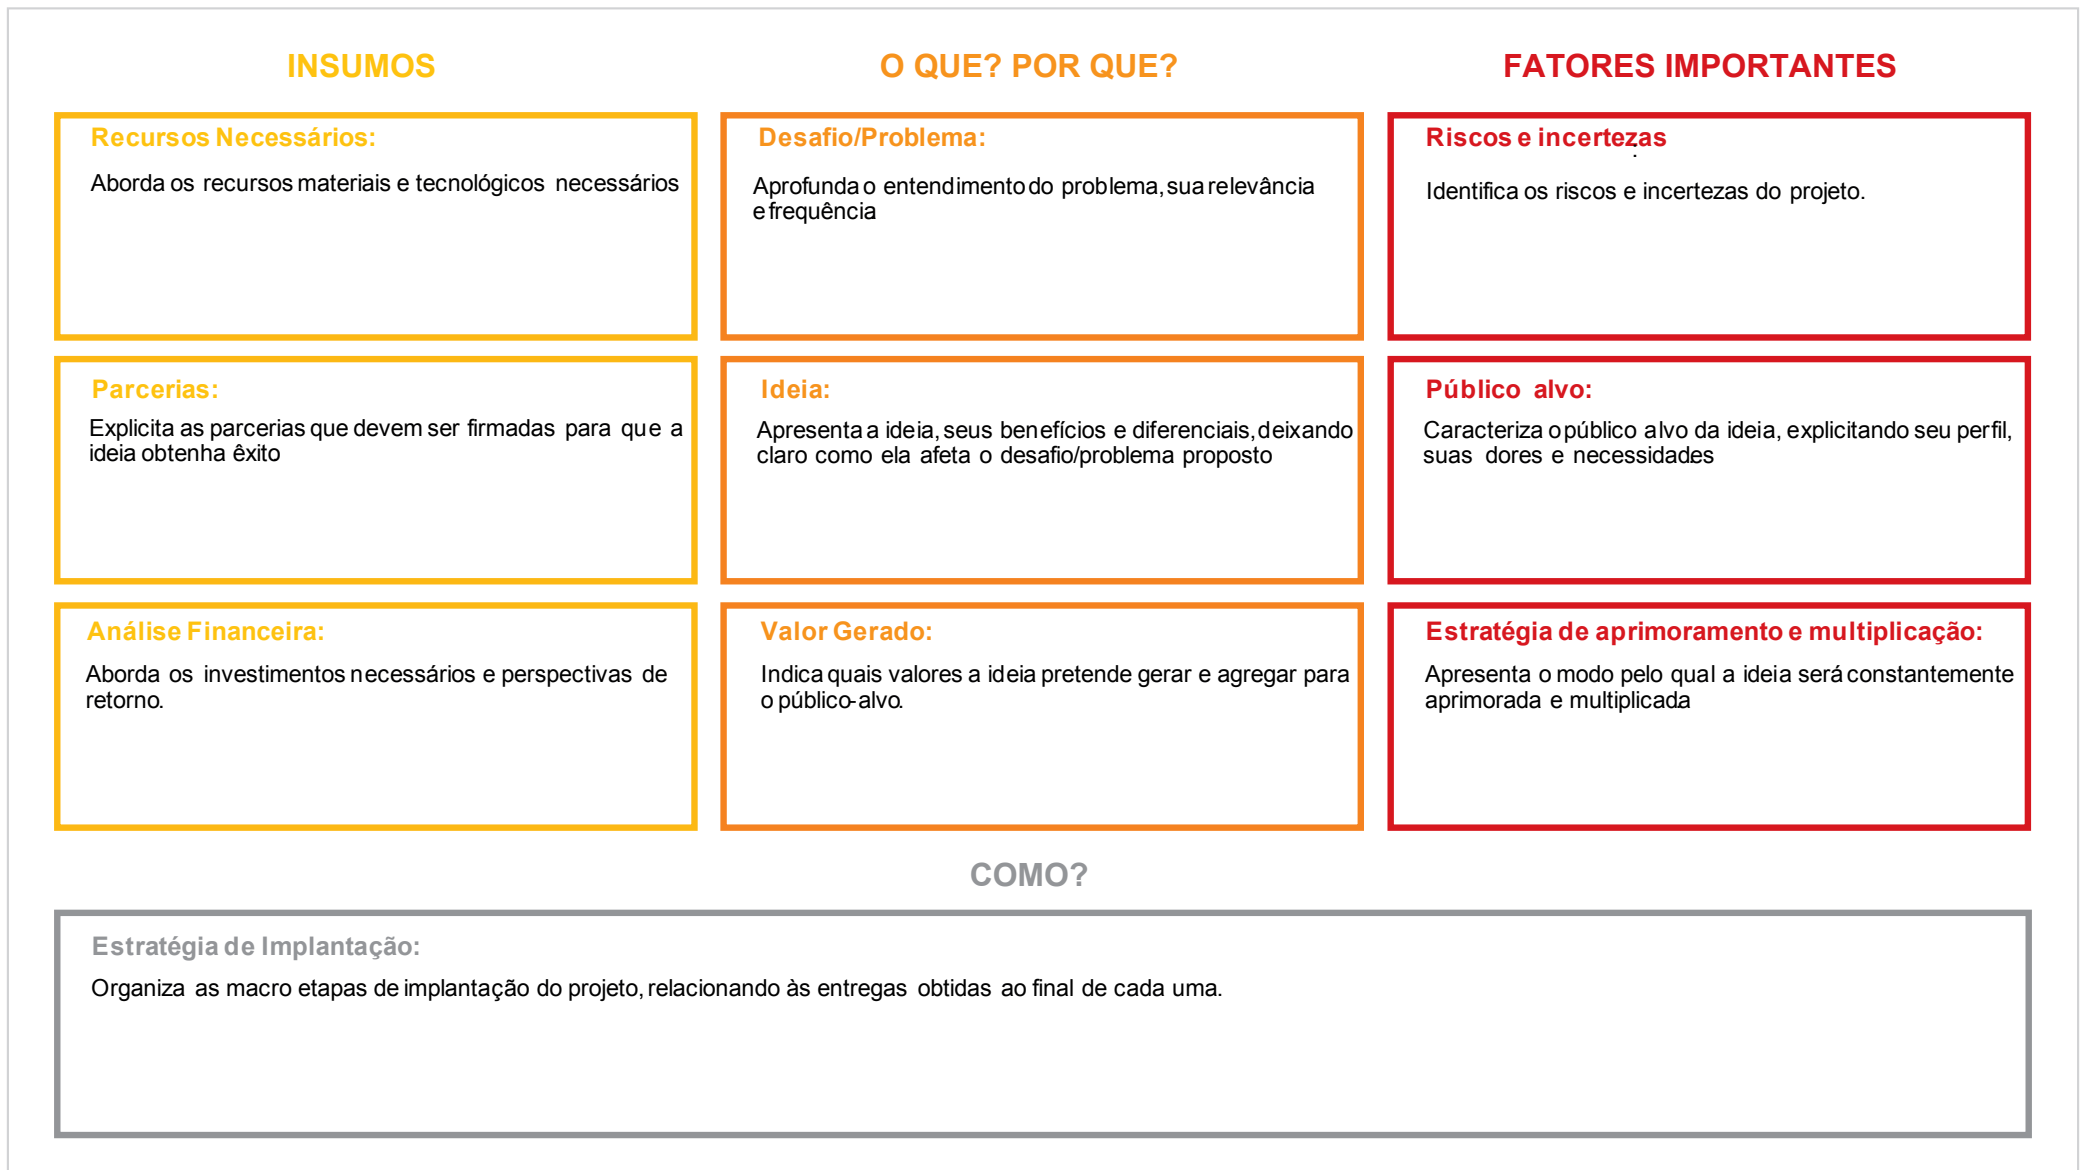 INSUMOS
O QUE? POR QUE?
FATORES IMPORTANTES
Recursos Necessários:
Aborda os recursos materiais e tecnológicos necessários
Desafio/Problema:
Aprofunda o entendimento do problema, sua relevância
e frequência
Riscos e incertezas
:
Identifica os riscos e incertezas do projeto.
Parcerias:
Explicita as parcerias que devem ser firmadas para que a
ideia obtenha êxito
Ideia:
Apresenta a ideia, seus benefícios e diferenciais, deixando
claro como ela afeta o desafio/problema proposto
Público alvo:
Caracteriza o público alvo da ideia, explicitando seu perfil,
suas dores e necessidades
Análise Financeira:
Aborda os investimentos necessários e perspectivas de
retorno.
Valor Gerado:
Indica quais valores a ideia pretende gerar e agregar para
o público-alvo.
Estratégia de aprimoramento e multiplicação:
Apresenta o modo pelo qual a ideia será constantemente
aprimorada e multiplicada
COMO?
Estratégia de Implantação:
Organiza as macro etapas de implantação do projeto, relacionando às entregas obtidas ao final de cada uma.